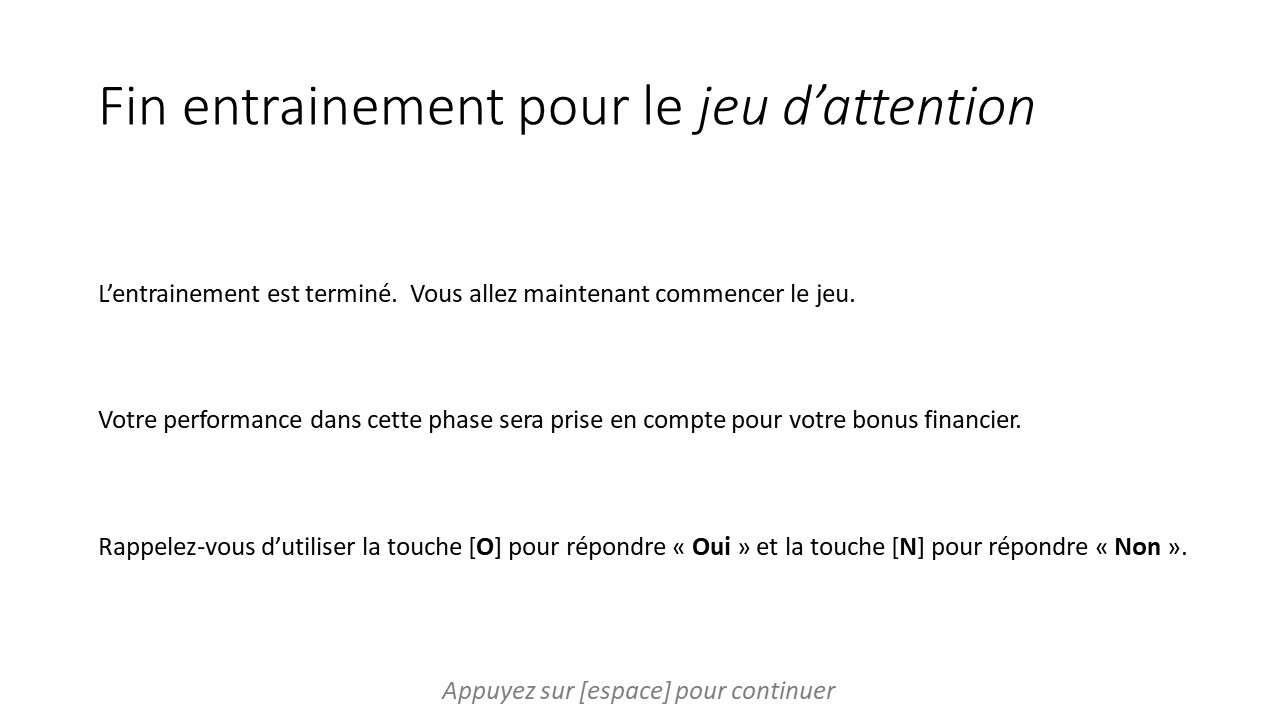 Fin entrainement pour le jeu d’attention
L’entrainement est terminé.  Vous allez maintenant commencer le jeu.
Votre performance dans cette phase sera prise en compte pour votre bonus financier.
Rappelez-vous d’utiliser la touche [O] pour répondre « Oui » et la touche [N] pour répondre « Non ».
Appuyez sur [espace] pour continuer